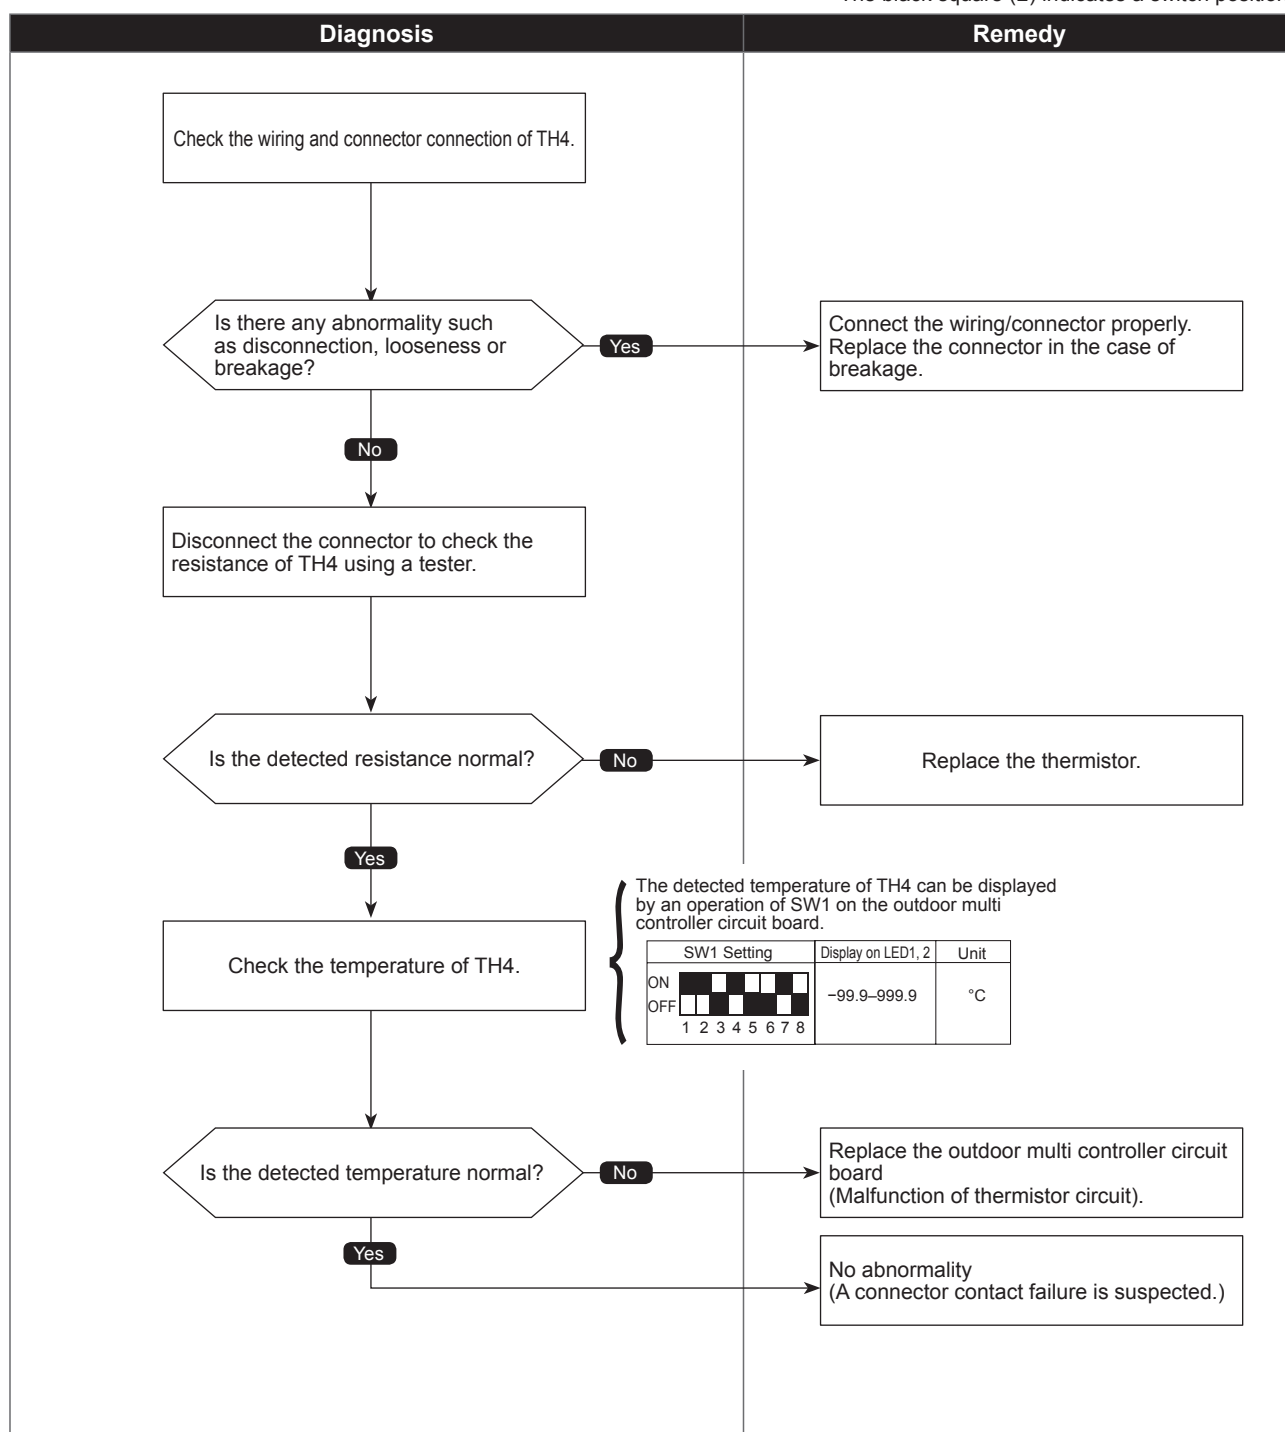 The black square (■) indicates a switch position
Diagnosis
Remedy
Check the wiring and connector connection of TH4.
Is there any abnormality such
as disconnection, looseness or
breakage?
Yes
Connect the wiring/connector properly.
Replace the connector in the case of
breakage.
No
Disconnect the connector to check the
resistance of TH4 using a tester.
Is the detected resistance normal?
No
Replace the thermistor.
Yes
The detected temperature of TH4 can be displayed
by an operation of SW1 on the outdoor multi
controller circuit board.
Check the temperature of TH4.
SW1 Setting
Display on LED1, 2
Unit
ON
OFF
1 2 3 4 5 6 7 8
−99.9–999.9
°C
Is the detected temperature normal?
No
Replace the outdoor multi controller circuit
board
(Malfunction of thermistor circuit).
Yes
No abnormality
(A connector contact failure is suspected.)